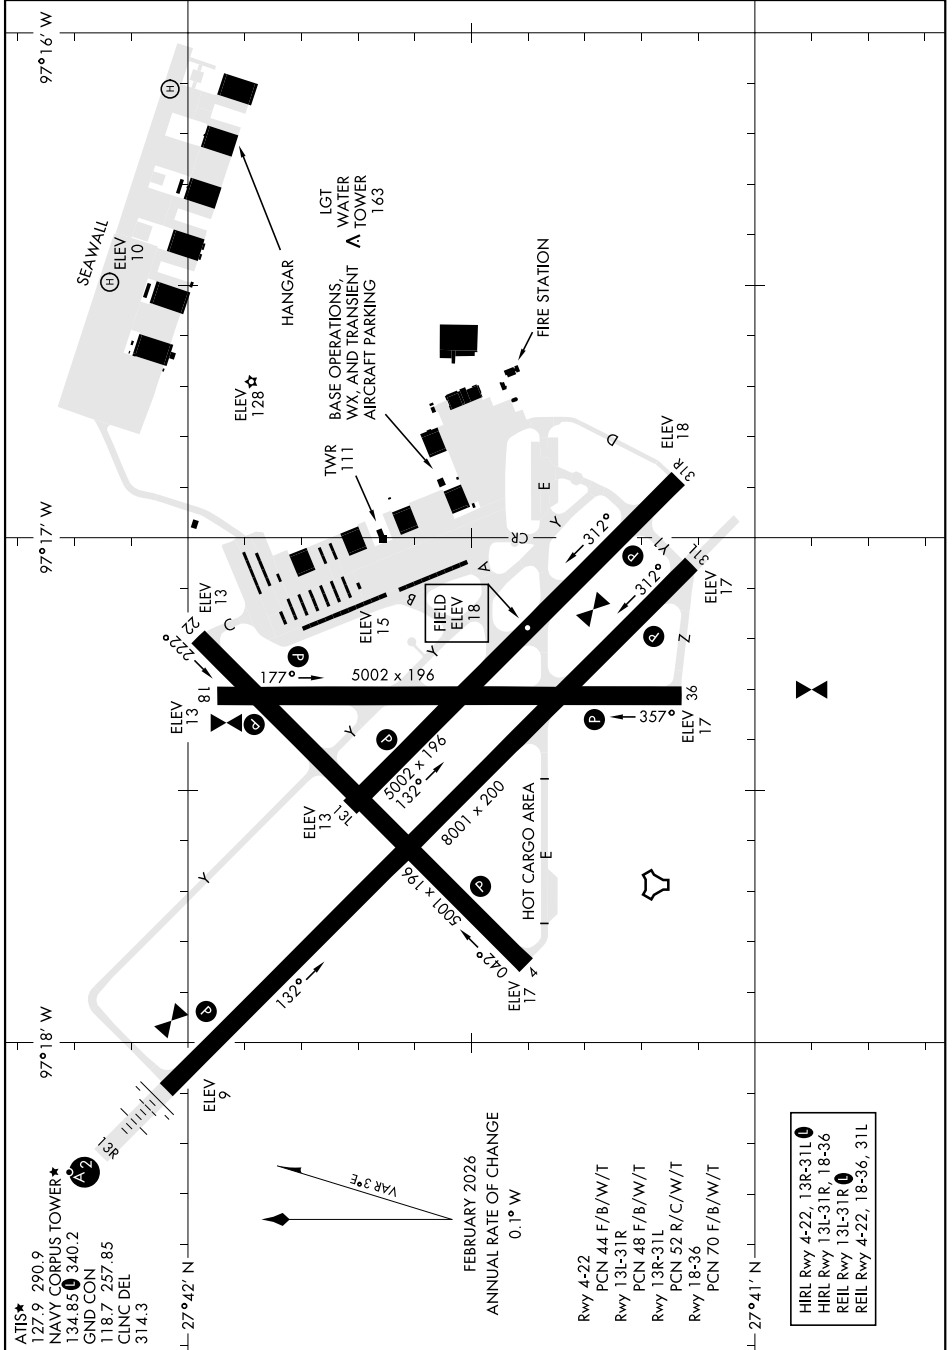 ATIS★
127.9 290.9
NAVY CORPUS TOWER★
134.85 L 340.2
GND CON
118.7 257.85
CLNC DEL
314.3
97°18' W
97°17' W
97°16' W
27°42' N
27°41' N
A2
13R
ELEV
9
VAR 3°E
FEBRUARY 2026
ANNUAL RATE OF CHANGE
0.1° W
Rwy 4-22
PCN 44 F/B/W/T
Rwy 13L-31R
PCN 48 F/B/W/T
Rwy 13R-31L
PCN 52 R/C/W/T
Rwy 18-36
PCN 70 F/B/W/T
HIRL Rwy 4-22, 13R-31L L
HIRL Rwy 13L-31R, 18-36
REIL Rwy 13L-31R L
REIL Rwy 4-22, 18-36, 31L
SEAWALL
H
ELEV
10
H
HANGAR
LGT
WATER
TOWER
163
ELEV
128
BASE OPERATIONS,
WX, AND TRANSIENT
AIRCRAFT PARKING
FIRE STATION
TWR
111
ELEV
13
22
222°
C
ELEV
13
18
177°
5002 x 196
P
P
ELEV
15
B
A
FIELD
ELEV
18
CR
E
Y
D
ELEV
18
31R
312°
P
Y1
312°
31L
ELEV
17
P
Z
36
357°
ELEV
17
P
Y
Y
P
ELEV
13
13L
5002 x 196
132°
8001 x 200
HOT CARGO AREA
E
P
5001 x 196
042°
4
ELEV
17
132°
Y
P